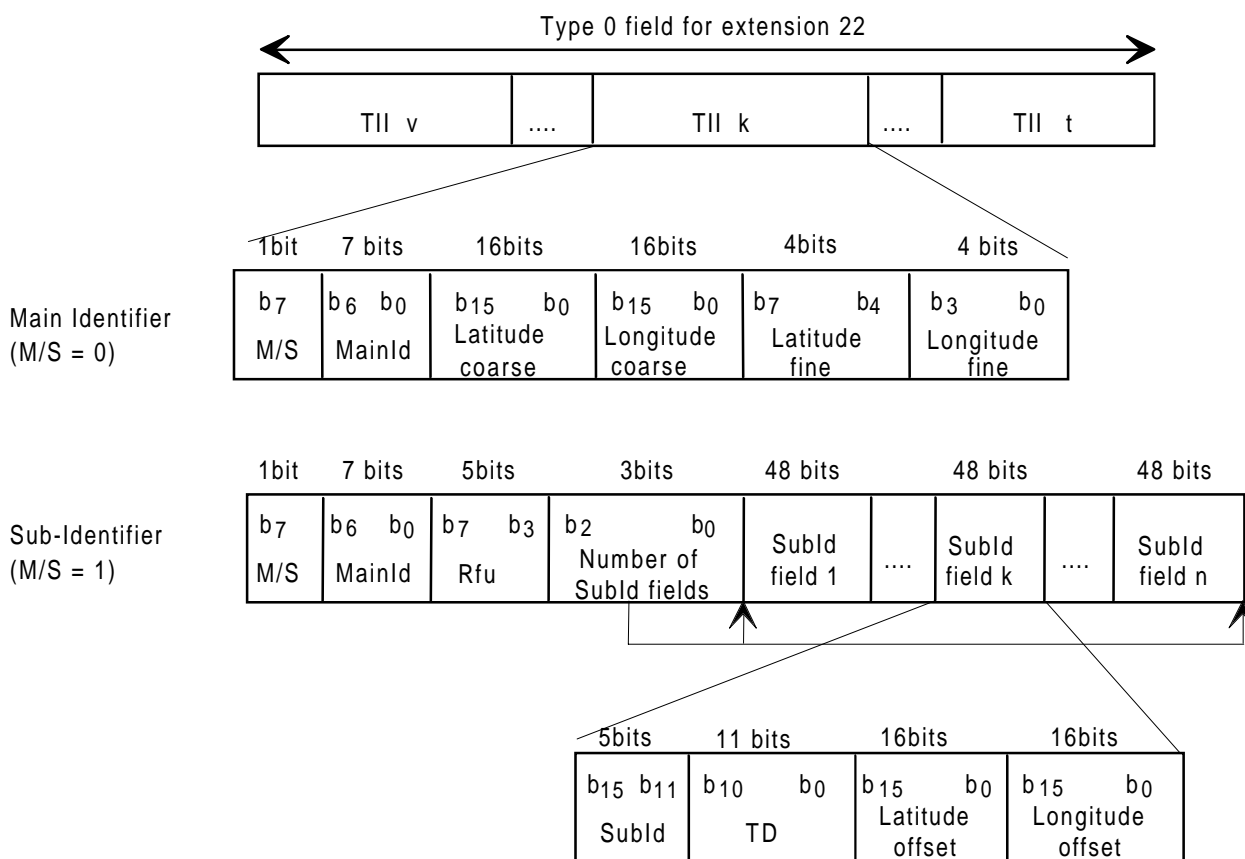 Type 0 field for extension 22
TII v .... TII k .... TII t
1bit 7 bits 16bits 16bits 4bits 4 bits
Main Identifier
(M/S = 0)
b7 b6 b0 b15 b0 b15 b0 b7 b4 b3 b0
M/S MainId Latitude coarse Longitude coarse Latitude fine Longitude fine
1bit 7 bits 5bits 3bits 48 bits 48 bits 48 bits
Sub-Identifier
(M/S = 1)
b7 b6 b0 b7 b3 b2 b0
M/S MainId Rfu Number of SubId fields SubId field 1 .... SubId field k .... SubId field n
5bits 11 bits 16bits 16bits
b15 b11 b10 b0 b15 b0 b15 b0
SubId TD Latitude offset Longitude offset